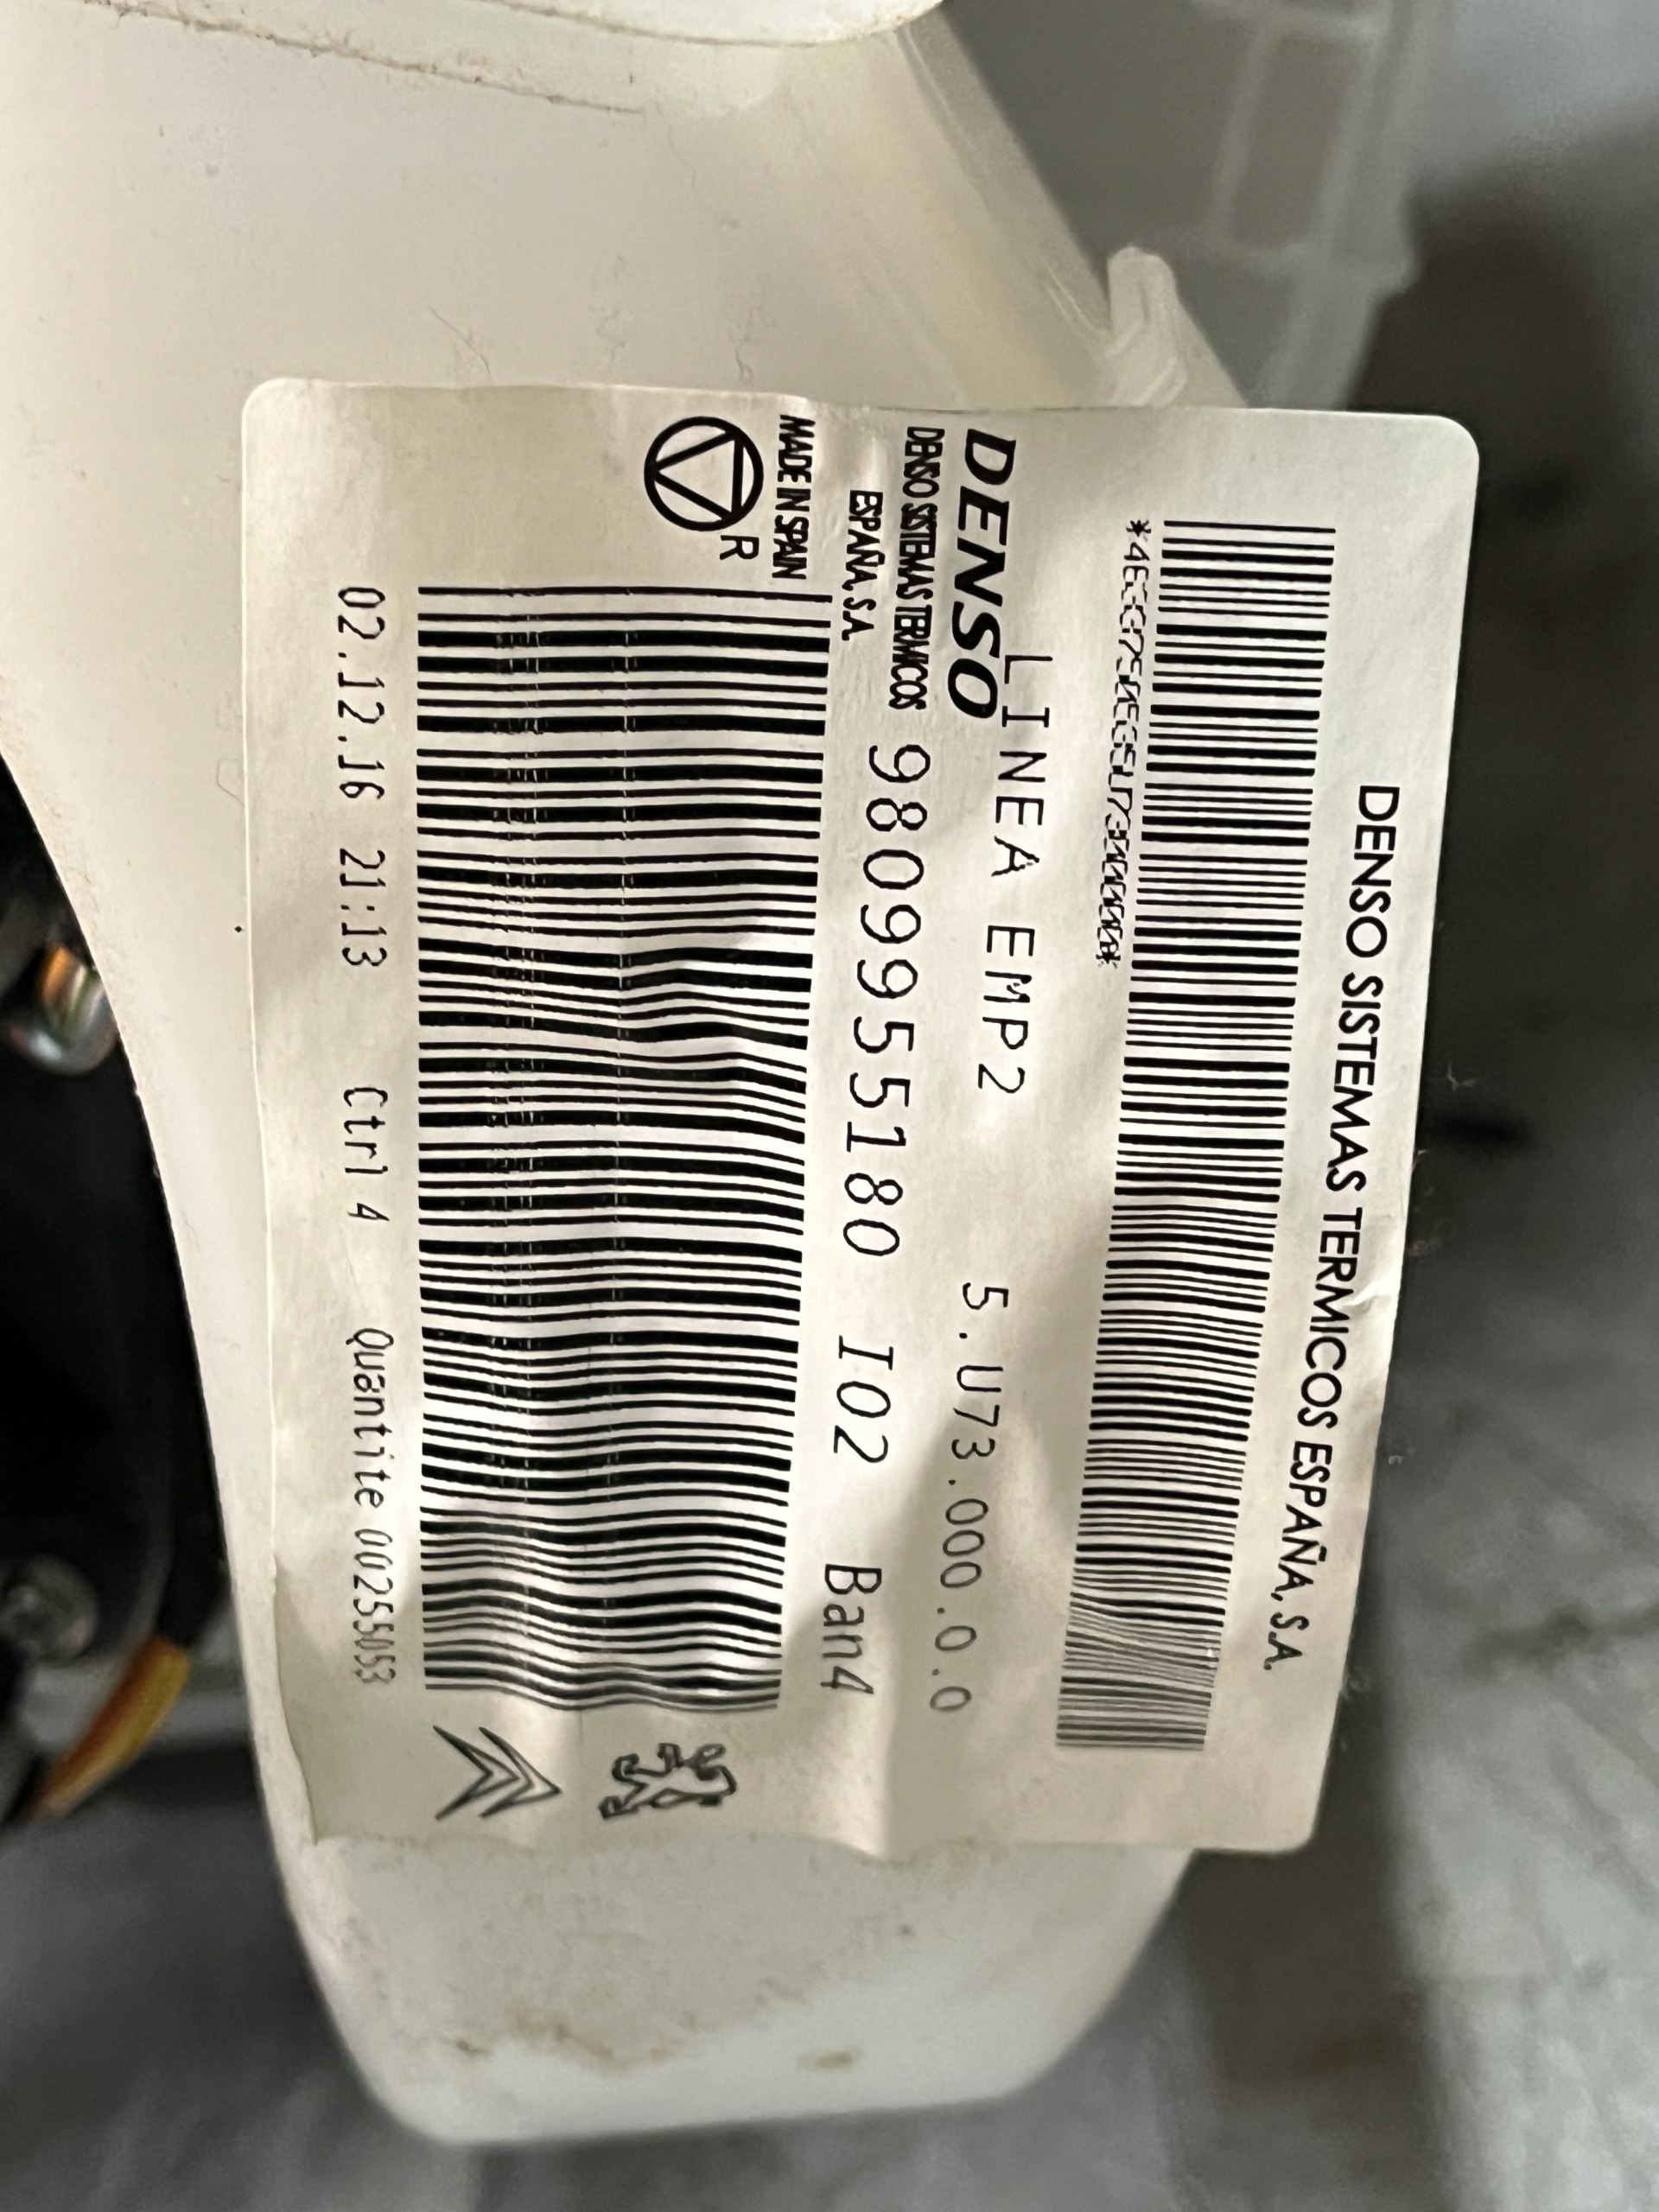 DENSO SISTEMAS TERMICOS ESPAÑA, S.A.
LINEA EMP2 5.U73.000.0.0
DENSO
DENSO SISTEMAS TERMICOS
ESPAÑA, S.A.
9809955180 I02 Ban4
MADE IN SPAIN
R
02.12.16 21:13 Ctrl 4 Quantite 00255053